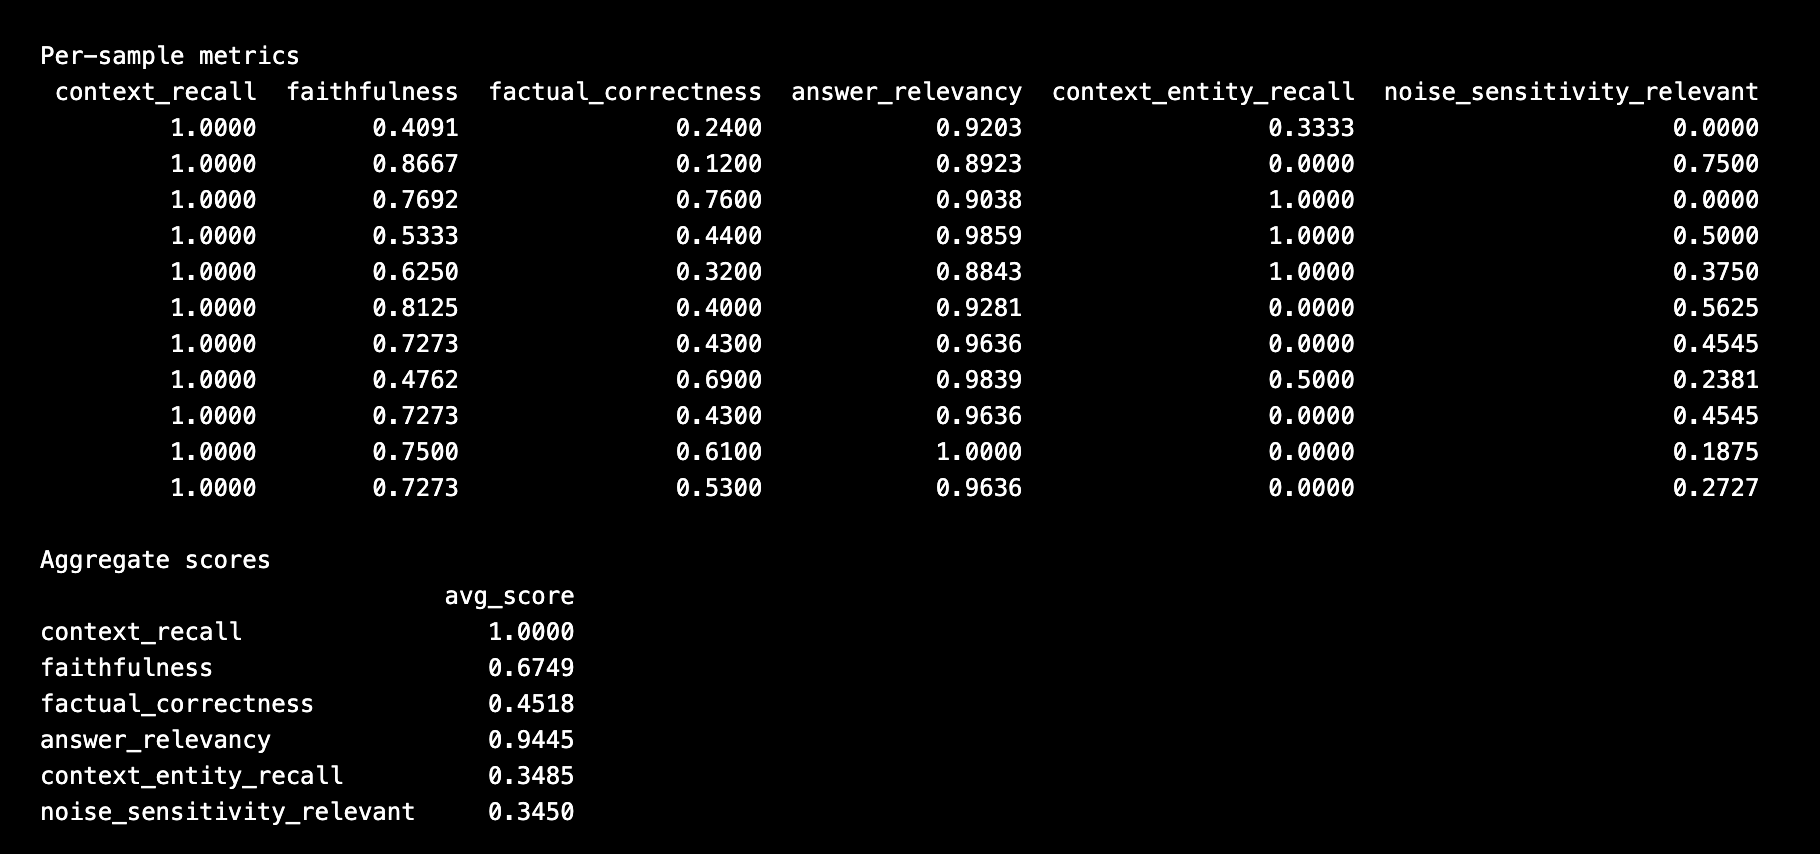 Per-sample metrics
context_recall faithfulness factual_correctness answer_relevancy context_entity_recall noise_sensitivity_relevant
1.0000 0.4091 0.2400 0.9203 0.3333 0.0000
1.0000 0.8667 0.1200 0.8923 0.0000 0.7500
1.0000 0.7692 0.7600 0.9038 1.0000 0.0000
1.0000 0.5333 0.4400 0.9859 1.0000 0.5000
1.0000 0.6250 0.3200 0.8843 1.0000 0.3750
1.0000 0.8125 0.4000 0.9281 0.0000 0.5625
1.0000 0.7273 0.4300 0.9636 0.0000 0.4545
1.0000 0.4762 0.6900 0.9839 0.5000 0.2381
1.0000 0.7273 0.4300 0.9636 0.0000 0.4545
1.0000 0.7500 0.6100 1.0000 0.0000 0.1875
1.0000 0.7273 0.5300 0.9636 0.0000 0.2727
Aggregate scores
avg_score
context_recall 1.0000
faithfulness 0.6749
factual_correctness 0.4518
answer_relevancy 0.9445
context_entity_recall 0.3485
noise_sensitivity_relevant 0.3450